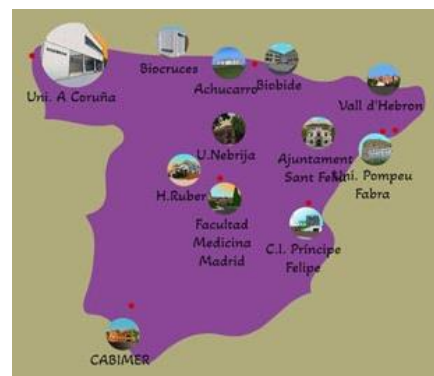 Uni. A Coruña
Biocruces
Achucarro
Biobide
Vall d'Hebron
U.Nebrija
Ajuntament
Sant Feliu
Uni. Pompeu
Fabra
H.Ruber
Facultad
Medicina
Madrid
C.I. Príncipe
Felipe
CABIMER